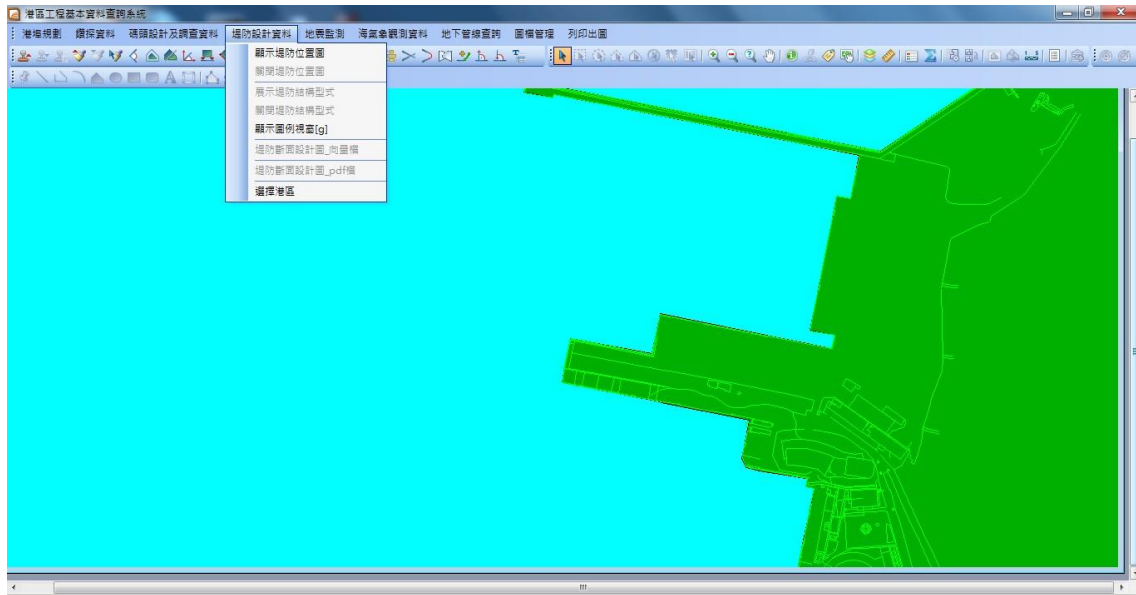 港區工程基本資料查詢系統
港埠規劃 鑽探資料 碼頭設計及調查資料 堤防設計資料 地表監測 海氣象觀測資料 地下管線查詢 圖檔管理 列印出圖
顯示堤防位置圖
關閉堤防位置圖
展示堤防結構型式
關閉堤防結構型式
顯示圖例視窗[g]
堤防斷面設計圖_向量檔
堤防斷面設計圖_pdf檔
選擇港區